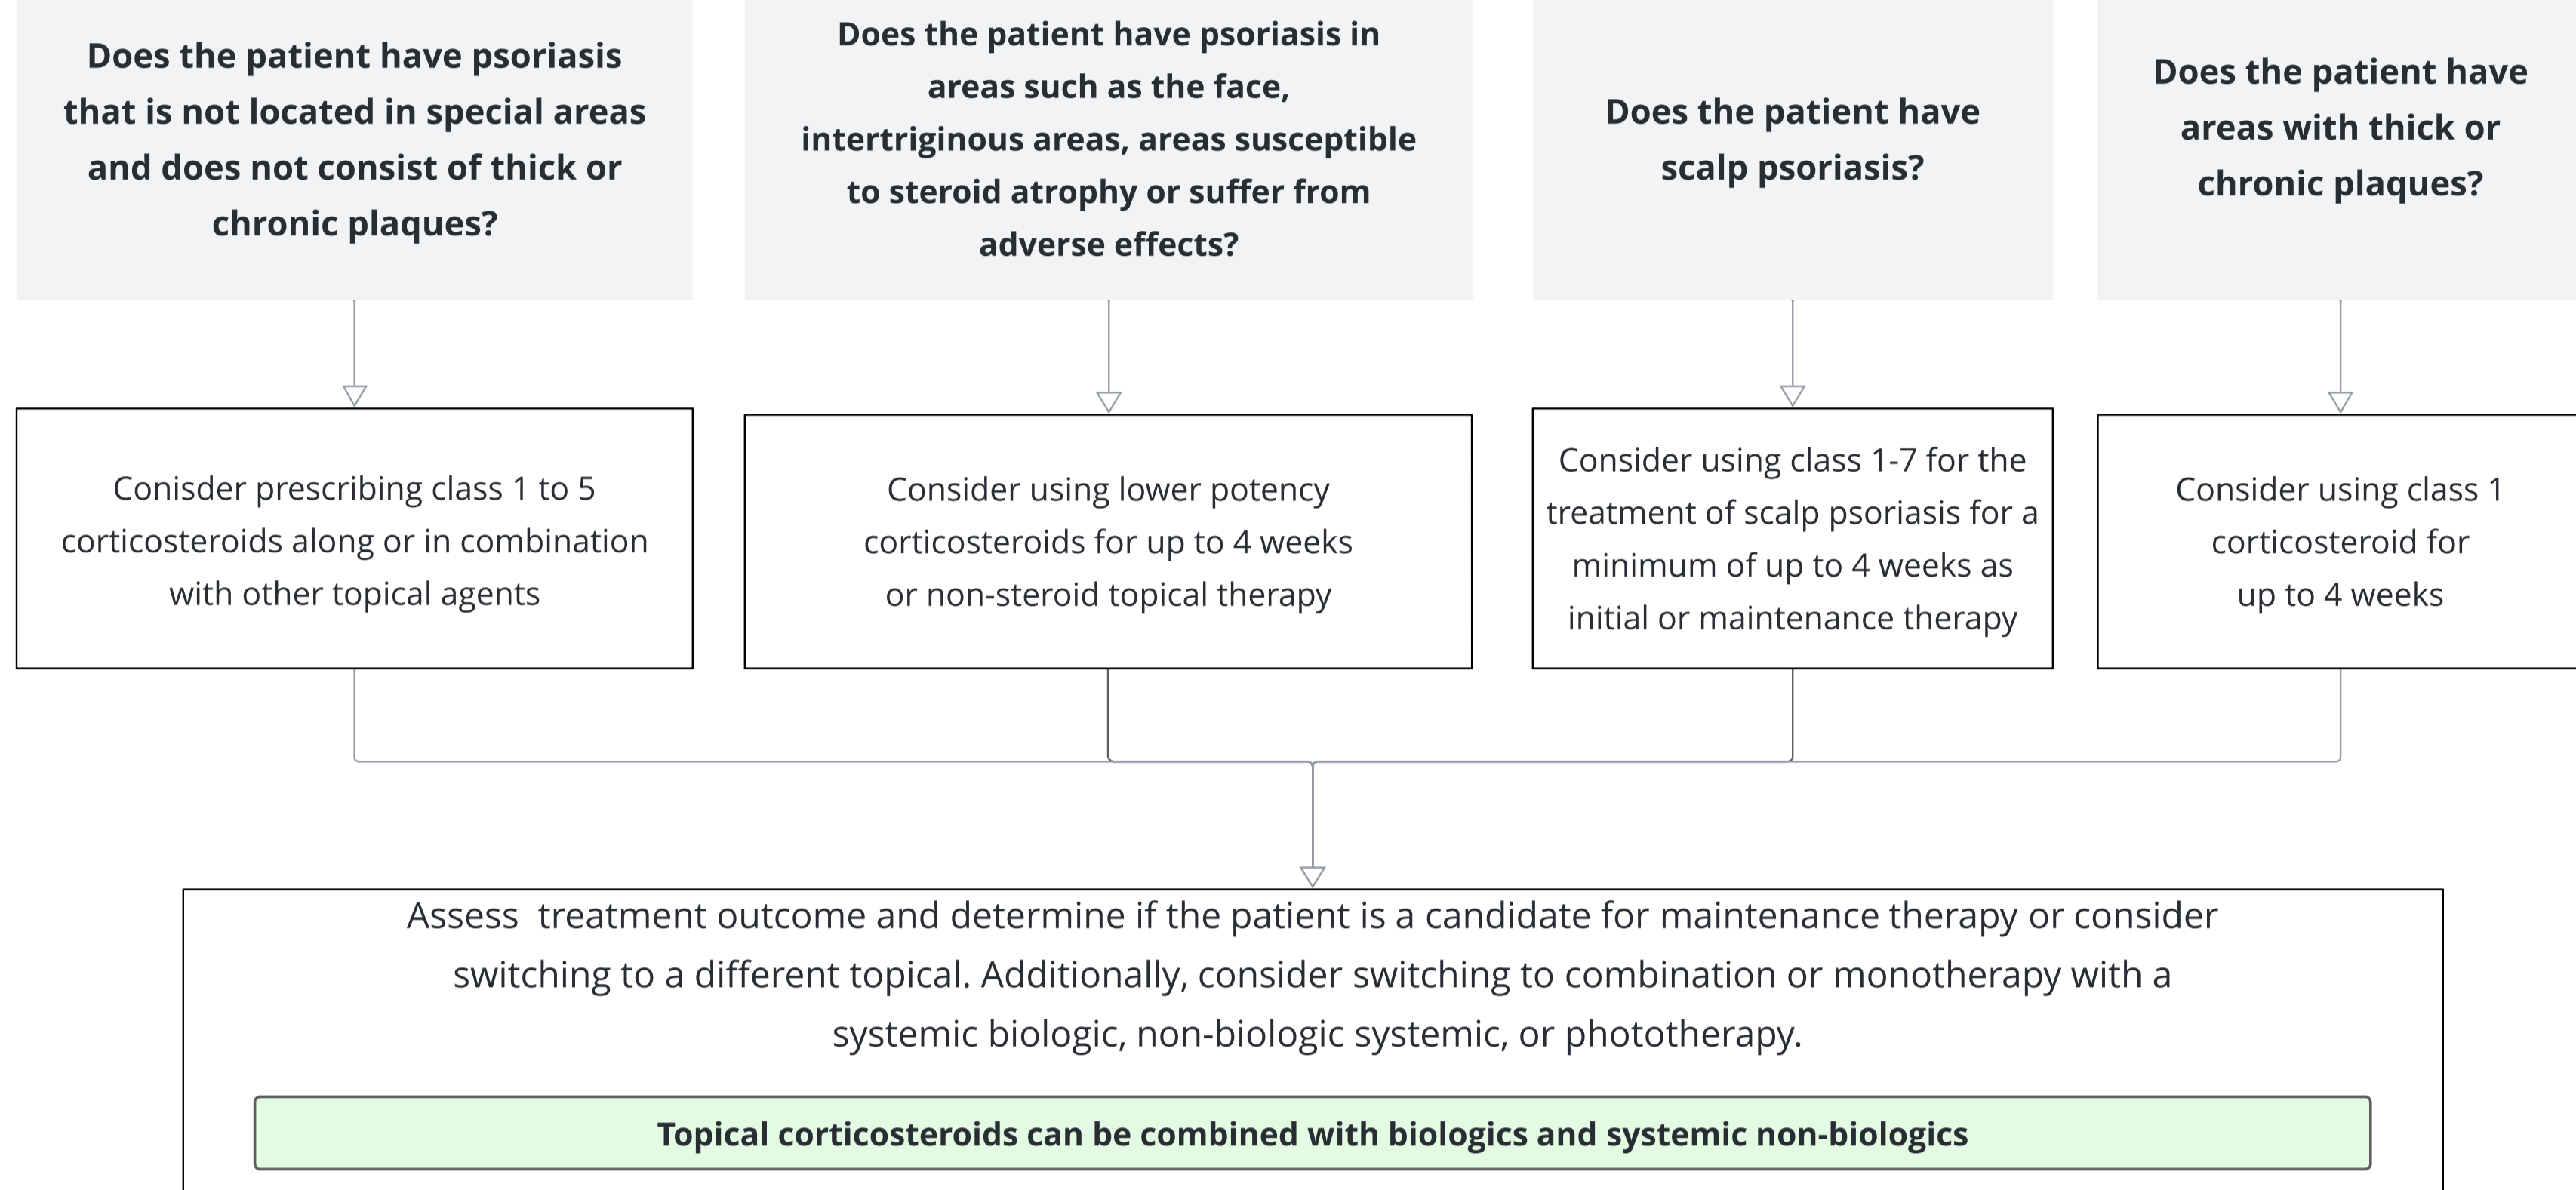 Does the patient have psoriasis
that is not located in special areas
and does not consist of thick or
chronic plaques?
Does the patient have psoriasis in
areas such as the face,
intertriginous areas, areas susceptible
to steroid atrophy or suffer from
adverse effects?
Does the patient have
scalp psoriasis?
Does the patient have
areas with thick or
chronic plaques?
Conisder prescribing class 1 to 5
corticosteroids along or in combination
with other topical agents
Consider using lower potency
corticosteroids for up to 4 weeks
or non-steroid topical therapy
Consider using class 1-7 for the
treatment of scalp psoriasis for a
minimum of up to 4 weeks as
initial or maintenance therapy
Consider using class 1
corticosteroid for
up to 4 weeks
Assess  treatment outcome and determine if the patient is a candidate for maintenance therapy or consider
switching to a different topical. Additionally, consider switching to combination or monotherapy with a
systemic biologic, non-biologic systemic, or phototherapy.
Topical corticosteroids can be combined with biologics and systemic non-biologics